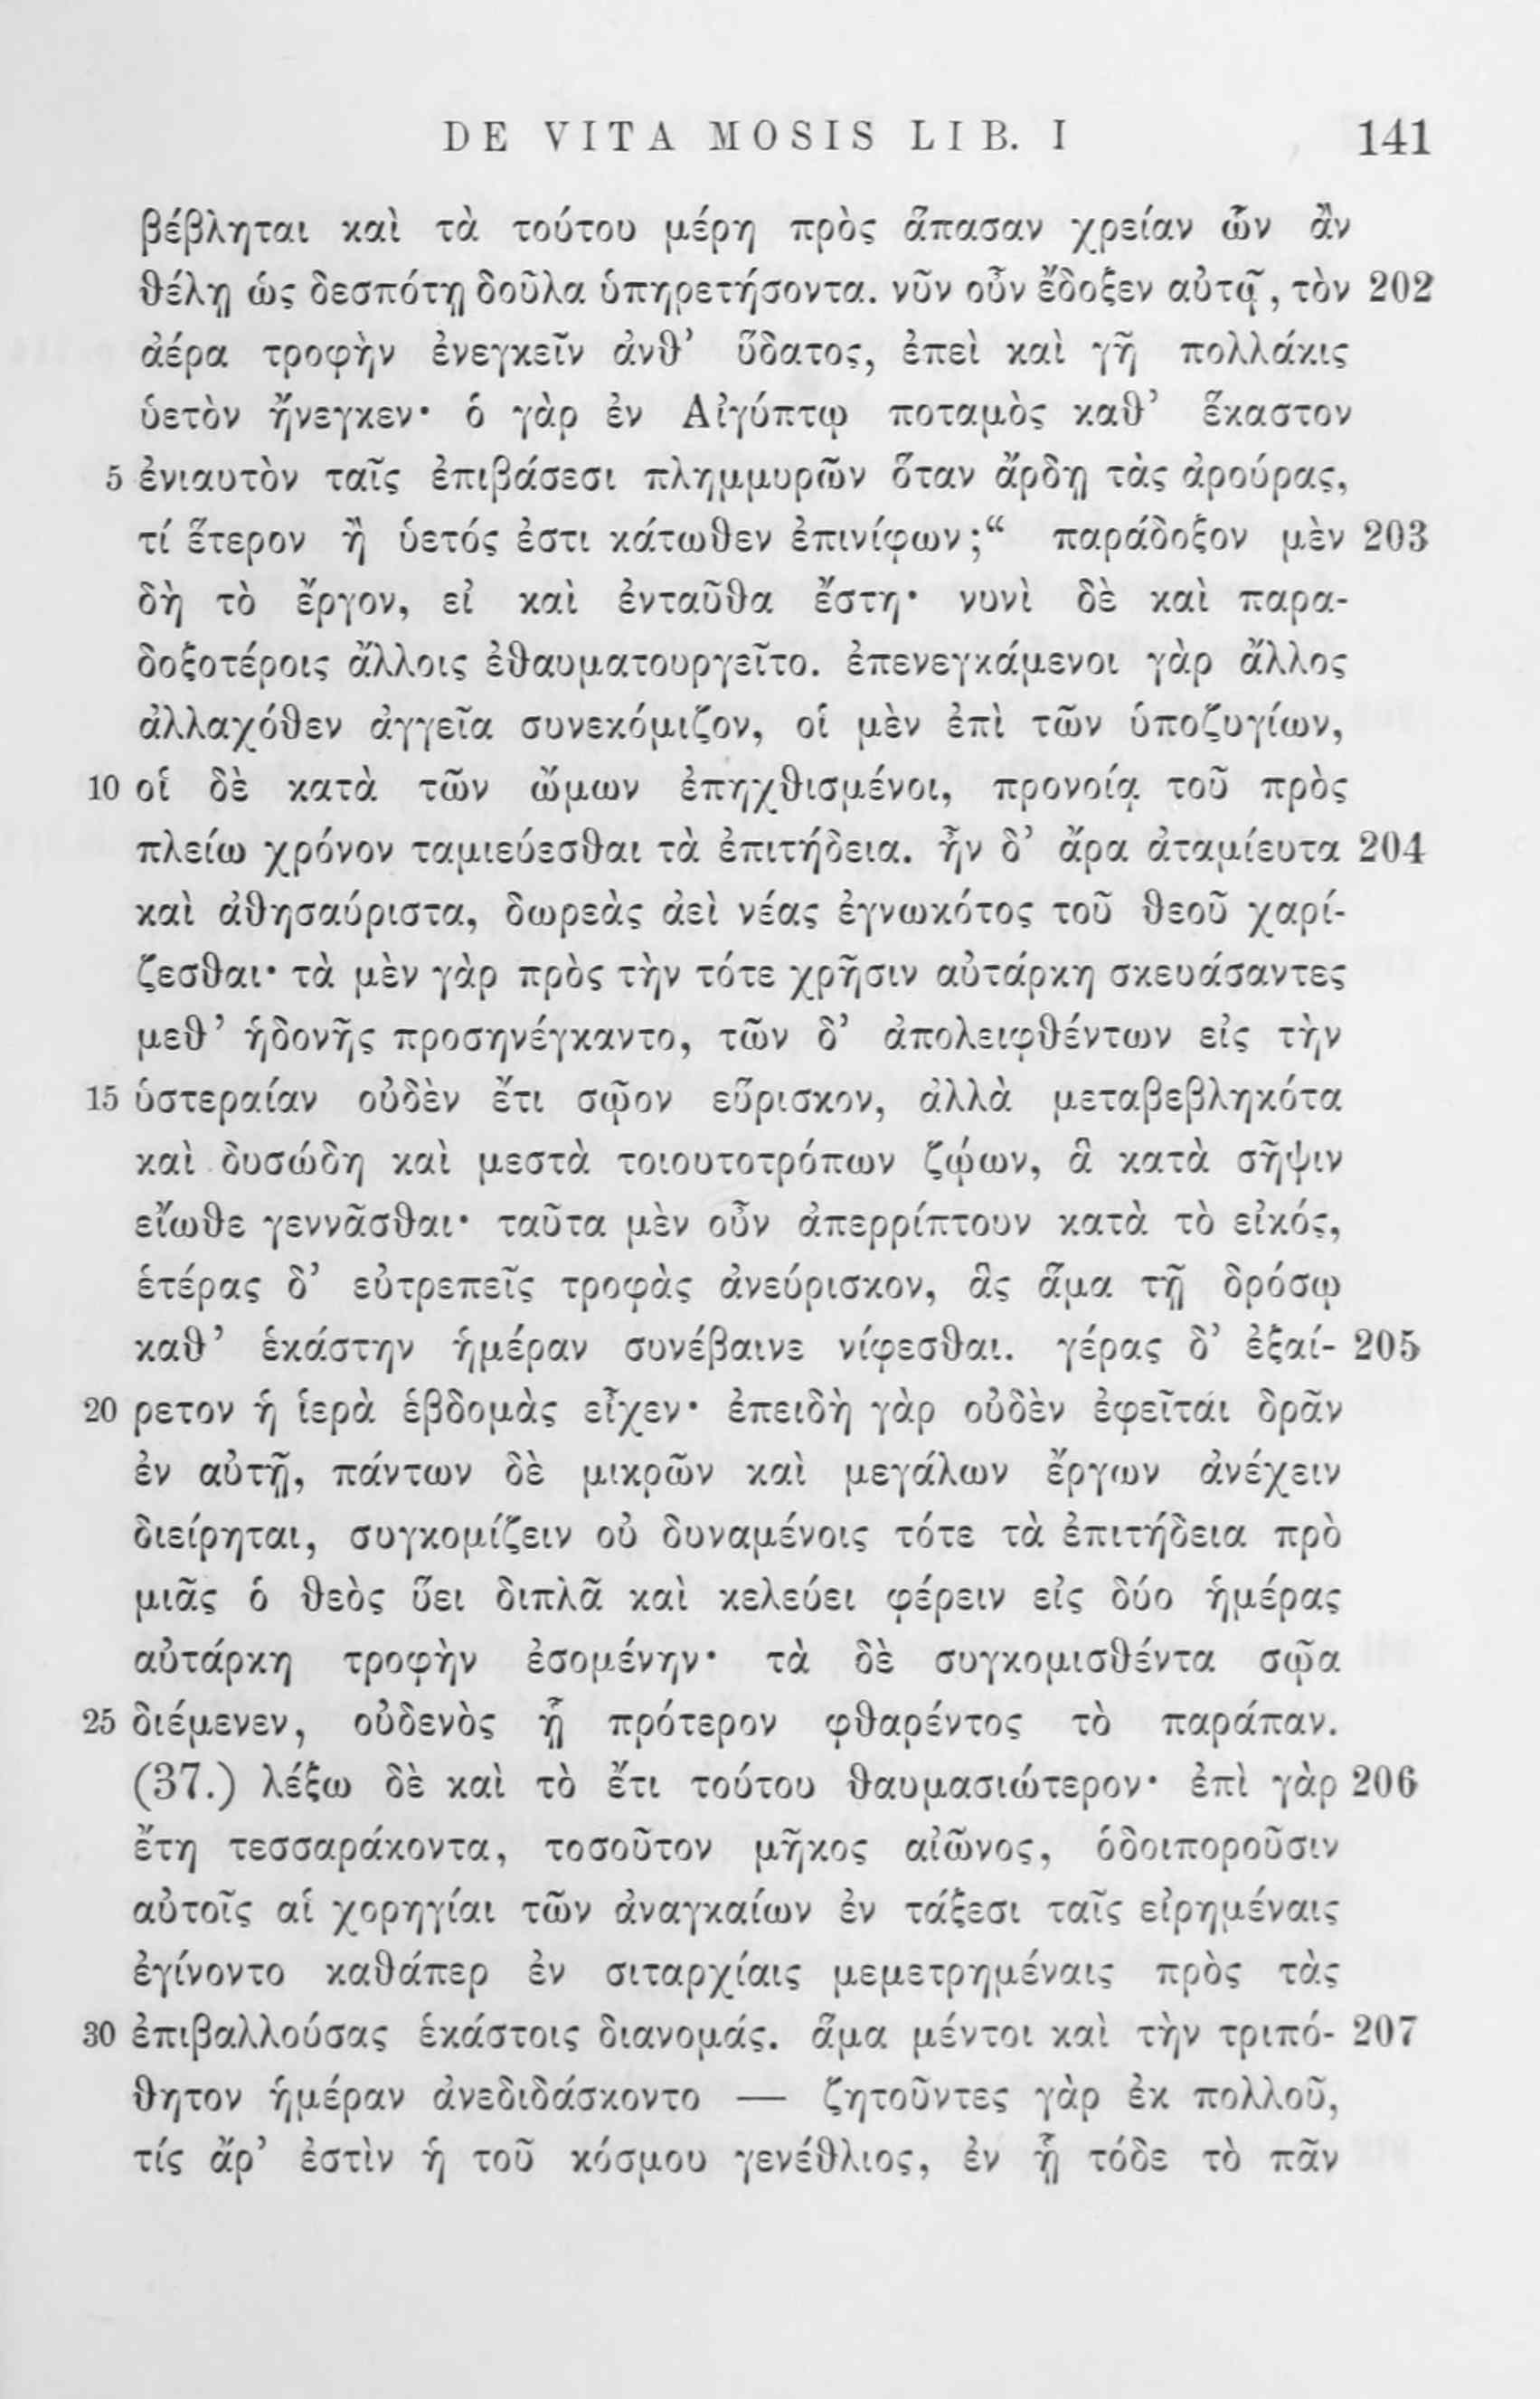 DE VITA MOSIS LIB. I 141
βέβληται καὶ τὰ τούτου μέρη πρὸς ἅπασαν χρείαν ὧν ἂν
θέλῃ ὡς δεσπότῃ δοῦλα ὑπηρετήσοντα. νῦν οὖν ἔδοξεν αὐτῷ, τὸν 202
ἀέρα τροφὴν ἐνεγκεῖν ἀνθ’ ὕδατος, ἐπεὶ καὶ γῆ πολλάκις
ὑετὸν ἤνεγκεν· ὁ γὰρ ἐν Αἰγύπτῳ ποταμὸς καθ’ ἕκαστον
5 ἐνιαυτὸν ταῖς ἐπιβάσεσι πλημμυρῶν ὅταν ἄρδῃ τὰς ἀρούρας,
τί ἕτερον ἢ ὑετός ἐστι κάτωθεν ἐπινίφων;“ παράδοξον μὲν 203
δὴ τὸ ἔργον, εἰ καὶ ἐνταῦθα ἔστη· νυνὶ δὲ καὶ παρα-
δοξοτέροις ἄλλοις ἐθαυματουργεῖτο. ἐπενεγκάμενοι γὰρ ἄλλος
ἀλλαχόθεν ἀγγεῖα συνεκόμιζον, οἱ μὲν ἐπὶ τῶν ὑποζυγίων,
10 οἱ δὲ κατὰ τῶν ὤμων ἐπηχθισμένοι, προνοίᾳ τοῦ πρὸς
πλείω χρόνον ταμιεύεσθαι τὰ ἐπιτήδεια. ἦν δ’ ἄρα ἀταμίευτα 204
καὶ ἀθησαύριστα, δωρεὰς ἀεὶ νέας ἐγνωκότος τοῦ θεοῦ χαρί-
ζεσθαι· τὰ μὲν γὰρ πρὸς τὴν τότε χρῆσιν αὐτάρκη σκευάσαντες
μεθ’ ἡδονῆς προσηνέγκαντο, τῶν δ’ ἀπολειφθέντων εἰς τὴν
15 ὑστεραίαν οὐδὲν ἔτι σῷον εὕρισκον, ἀλλὰ μεταβεβληκότα
καὶ δυσώδη καὶ μεστὰ τοιουτοτρόπων ζῴων, ἃ κατὰ σῆψιν
εἴωθε γεννᾶσθαι· ταῦτα μὲν οὖν ἀπερρίπτουν κατὰ τὸ εἰκός,
ἑτέρας δ’ εὐτρεπεῖς τροφὰς ἀνεύρισκον, ἃς ἅμα τῇ δρόσῳ
καθ’ ἑκάστην ἡμέραν συνέβαινε νίφεσθαι. γέρας δ’ ἐξαί- 205
20 ρετον ἡ ἱερὰ ἑβδομὰς εἶχεν· ἐπειδὴ γὰρ οὐδὲν ἐφεῖται δρᾶν
ἐν αὐτῇ, πάντων δὲ μικρῶν καὶ μεγάλων ἔργων ἀνέχειν
διείρηται, συγκομίζειν οὐ δυναμένοις τότε τὰ ἐπιτήδεια πρὸ
μιᾶς ὁ θεὸς ὕει διπλᾶ καὶ κελεύει φέρειν εἰς δύο ἡμέρας
αὐτάρκη τροφὴν ἐσομένην· τὰ δὲ συγκομισθέντα σῷα
25 διέμενεν, οὐδενὸς ᾗ πρότερον φθαρέντος τὸ παράπαν.
(37.) λέξω δὲ καὶ τὸ ἔτι τούτου θαυμασιώτερον· ἐπὶ γὰρ 206
ἔτη τεσσαράκοντα, τοσοῦτον μῆκος αἰῶνος, ὁδοιποροῦσιν
αὐτοῖς αἱ χορηγίαι τῶν ἀναγκαίων ἐν τάξεσι ταῖς εἰρημέναις
ἐγίνοντο καθάπερ ἐν σιταρχίαις μεμετρημέναις πρὸς τὰς
30 ἐπιβαλλούσας ἑκάστοις διανομάς. ἅμα μέντοι καὶ τὴν τριπό- 207
θητον ἡμέραν ἀνεδιδάσκοντο — ζητοῦντες γὰρ ἐκ πολλοῦ,
τίς ἄρ’ ἐστὶν ἡ τοῦ κόσμου γενέθλιος, ἐν ᾗ τόδε τὸ πᾶν